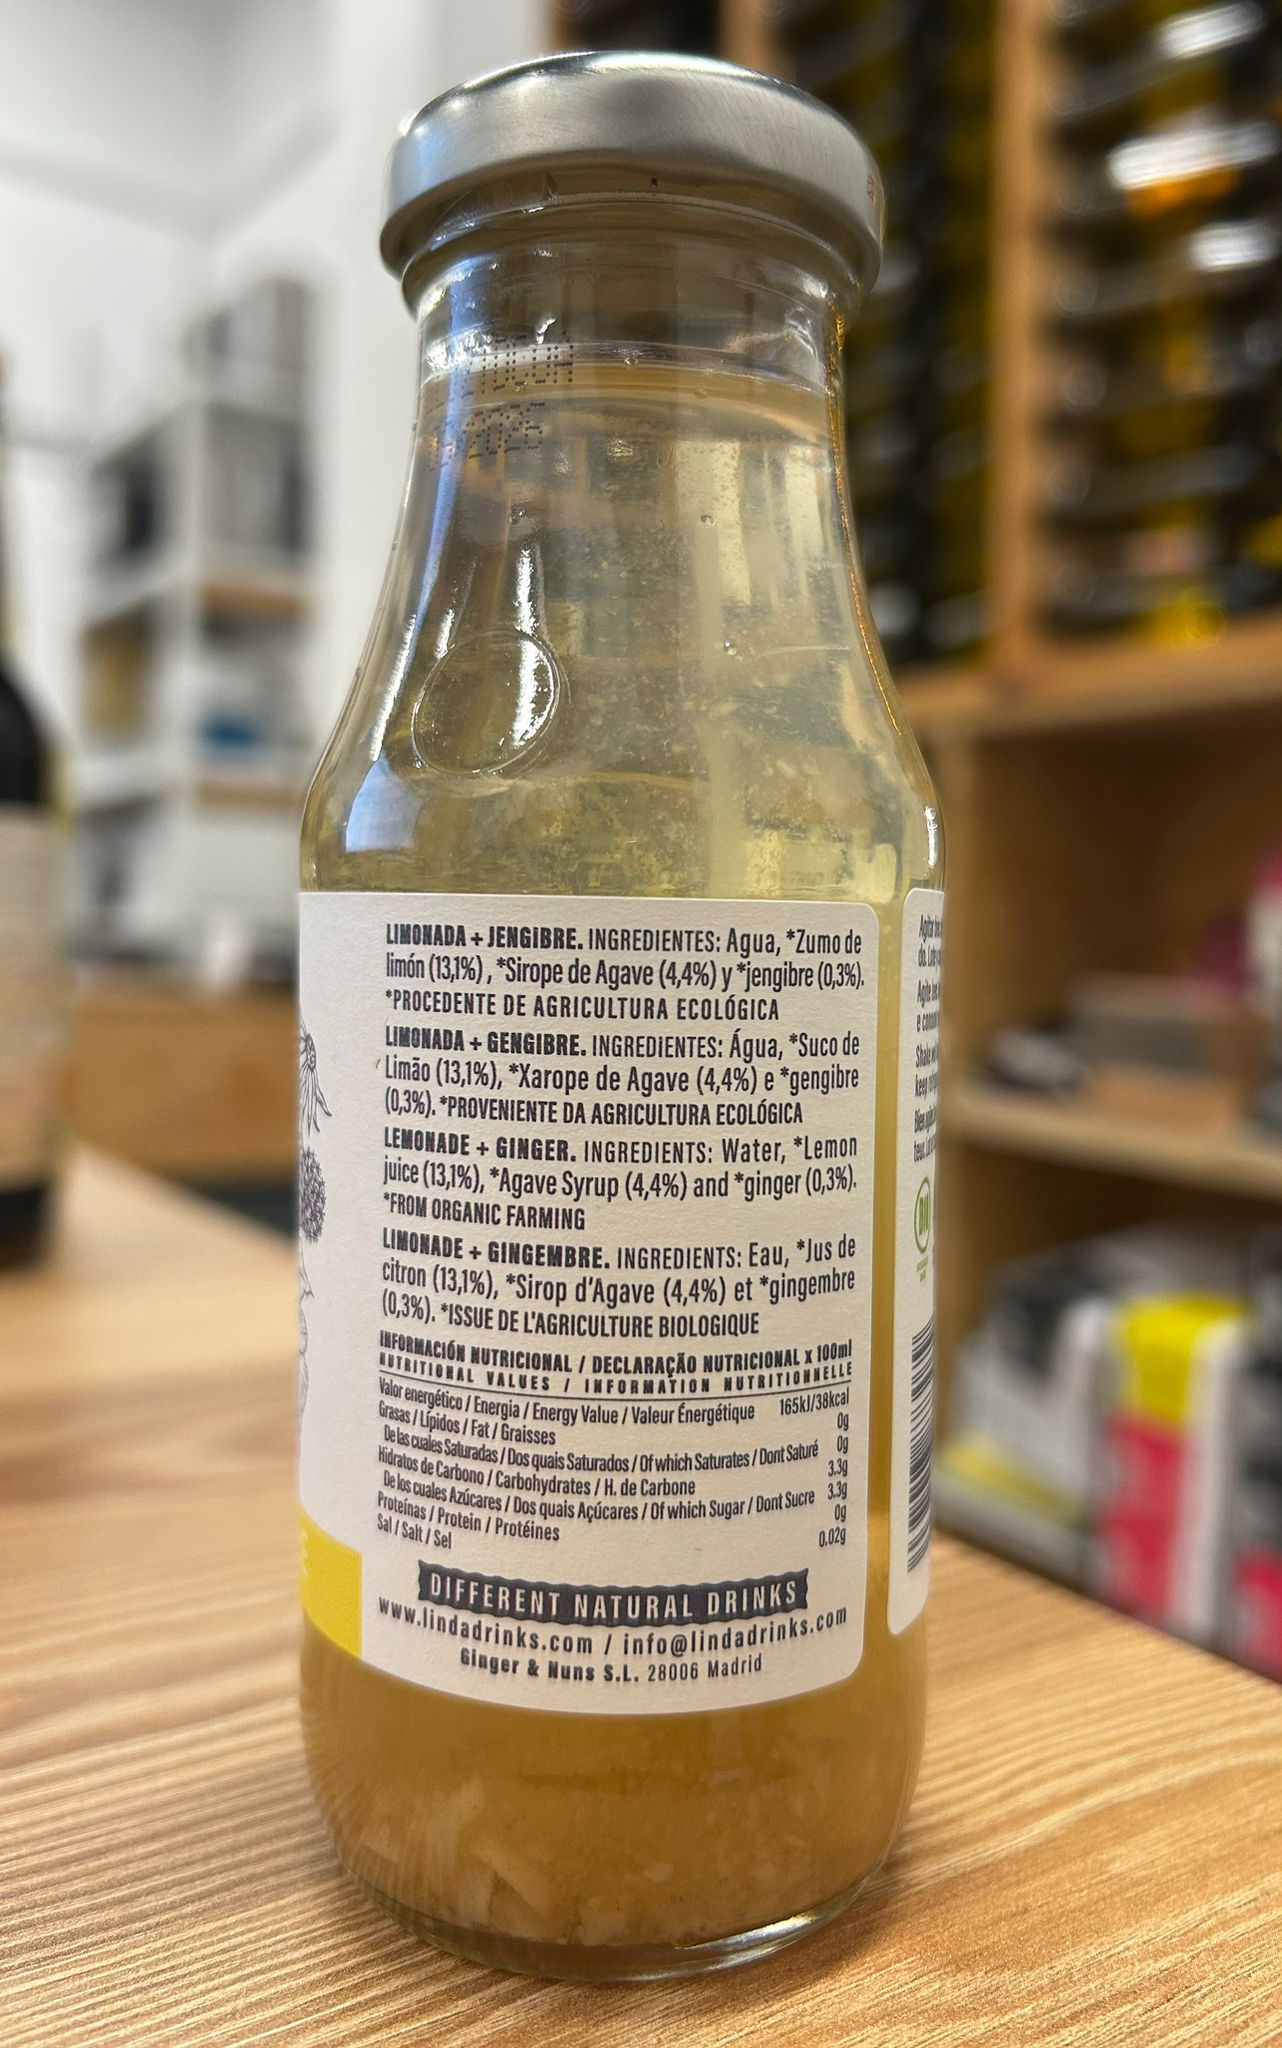 2026
LIMONADA + JENGIBRE. INGREDIENTES: Agua, *Zumo de
limón (13,1%) , *Sirope de Agave (4,4%) y *jengibre (0,3%).
*PROCEDENTE DE AGRICULTURA ECOLÓGICA
LIMONADA + GENGIBRE. INGREDIENTES: Água, *Suco de
Limão (13,1%), *Xarope de Agave (4,4%) e *gengibre
(0,3%). *PROVENIENTE DA AGRICULTURA ECOLÓGICA
LEMONADE + GINGER. INGREDIENTS: Water, *Lemon
juice (13,1%), *Agave Syrup (4,4%) and *ginger (0,3%).
*FROM ORGANIC FARMING
LIMONADE + GINGEMBRE. INGREDIENTS: Eau, *Jus de
citron (13,1%), *Sirop d'Agave (4,4%) et *gingembre
(0,3%). *ISSUE DE L'AGRICULTURE BIOLOGIQUE
INFORMACIÓN NUTRICIONAL / DECLARAÇÃO NUTRICIONAL x 100ml
NUTRITIONAL VALUES / INFORMATION NUTRITIONNELLE
Valor energético / Energia / Energy Value / Valeur Énergétique 165kJ/38kcal
Grasas / Lípidos / Fat / Graisses 0g
De las cuales Saturadas / Dos quais Saturados / Of which Saturates / Dont Saturé 0g
Hidratos de Carbono / Carbohydrates / H. de Carbone 3.3g
De los cuales Azúcares / Dos quais Açúcares / Of which Sugar / Dont Sucre 3.3g
Proteínas / Protein / Protéines 0g
Sal / Salt / Sel 0,02g
DIFFERENT NATURAL DRINKS
www.lindadrinks.com / info@lindadrinks.com
Ginger & Nuns S.L. 28006 Madrid
Agitar
Shake